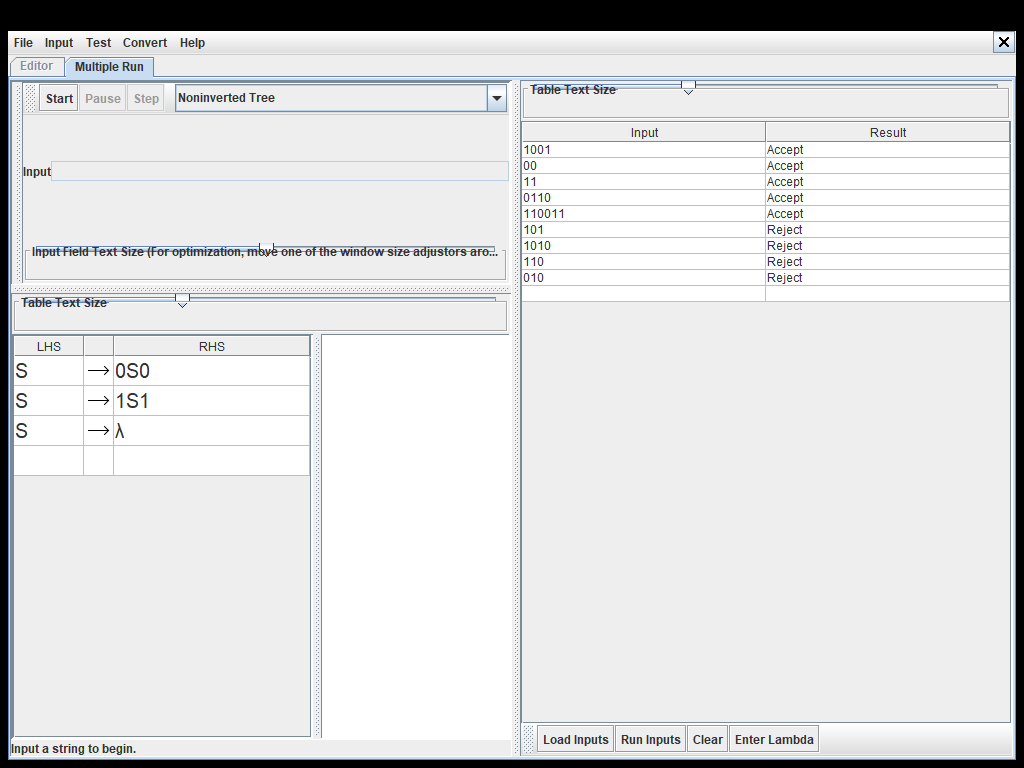 File Input Test Convert Help
Editor Multiple Run
Start Pause Step Noninverted Tree
Input
Input Field Text Size (For optimization, move one of the window size adjustors aro...
Table Text Size
LHS RHS
S → 0S0
S → 1S1
S → λ
Input a string to begin.
Table Text Size
Input Result
1001 Accept
00 Accept
11 Accept
0110 Accept
110011 Accept
101 Reject
1010 Reject
110 Reject
010 Reject
Load Inputs Run Inputs Clear Enter Lambda